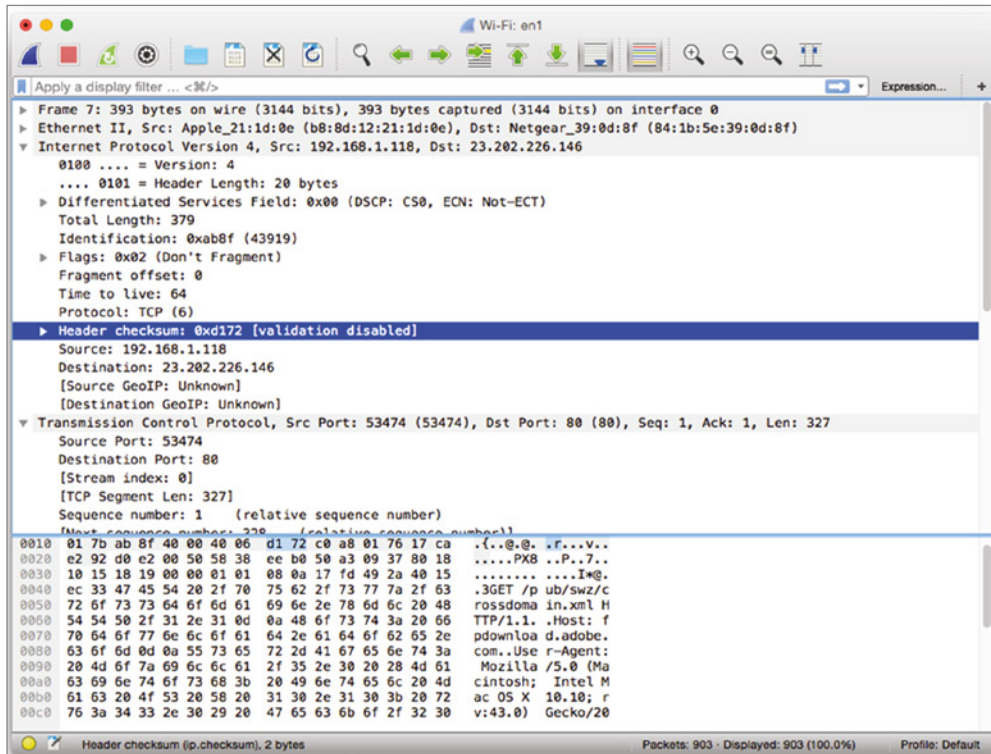 Wi-Fi: en1
Apply a display filter ... <⌘/>
Expression...
+
Frame 7: 393 bytes on wire (3144 bits), 393 bytes captured (3144 bits) on interface 0
Ethernet II, Src: Apple_21:1d:0e (b8:8d:12:21:1d:0e), Dst: Netgear_39:0d:8f (84:1b:5e:39:0d:8f)
Internet Protocol Version 4, Src: 192.168.1.118, Dst: 23.202.226.146
0100 .... = Version: 4
.... 0101 = Header Length: 20 bytes
Differentiated Services Field: 0x00 (DSCP: CS0, ECN: Not-ECT)
Total Length: 379
Identification: 0xab8f (43919)
Flags: 0x02 (Don't Fragment)
Fragment offset: 0
Time to live: 64
Protocol: TCP (6)
Header checksum: 0xd172 [validation disabled]
Source: 192.168.1.118
Destination: 23.202.226.146
[Source GeoIP: Unknown]
[Destination GeoIP: Unknown]
Transmission Control Protocol, Src Port: 53474 (53474), Dst Port: 80 (80), Seq: 1, Ack: 1, Len: 327
Source Port: 53474
Destination Port: 80
[Stream index: 0]
[TCP Segment Len: 327]
Sequence number: 1 (relative sequence number)
[Next sequence number: 328 (relative sequence number)]
0010 01 7b ab 8f 40 00 40 06 d1 72 c0 a8 01 76 17 ca .{..@.@. .r...v..
0020 e2 92 d0 e2 00 50 58 38 ee b0 50 a3 09 37 80 18 .....PX8 ..P..7..
0030 10 15 18 19 00 00 01 01 08 0a 17 fd 49 2a 40 15 ........ ....I*@.
0040 ec 33 47 45 54 20 2f 70 75 62 2f 73 77 7a 2f 63 .3GET /p ub/swz/c
0050 72 6f 73 73 64 6f 6d 61 69 6e 2e 78 6d 6c 20 48 rossdoma in.xml H
0060 54 54 50 2f 31 2e 31 0d 0a 48 6f 73 74 3a 20 66 TTP/1.1. .Host: f
0070 70 64 6f 77 6e 6c 6f 61 64 2e 61 64 6f 62 65 2e pdownloa d.adobe.
0080 63 6f 6d 0d 0a 55 73 65 72 2d 41 67 65 6e 74 3a com..Use r-Agent:
0090 20 4d 6f 7a 69 6c 6c 61 2f 35 2e 30 20 28 4d 61 Mozilla /5.0 (Ma
00a0 63 69 6e 74 6f 73 68 3b 20 49 6e 74 65 6c 20 4d cintosh; Intel M
00b0 61 63 20 4f 53 20 58 20 31 30 2e 31 30 3b 20 72 ac OS X 10.10; r
00c0 76 3a 34 33 2e 30 29 20 47 65 63 6b 6f 2f 32 30 v:43.0) Gecko/20
Header checksum (ip.checksum), 2 bytes
Packets: 903 · Displayed: 903 (100.0%)
Profile: Default